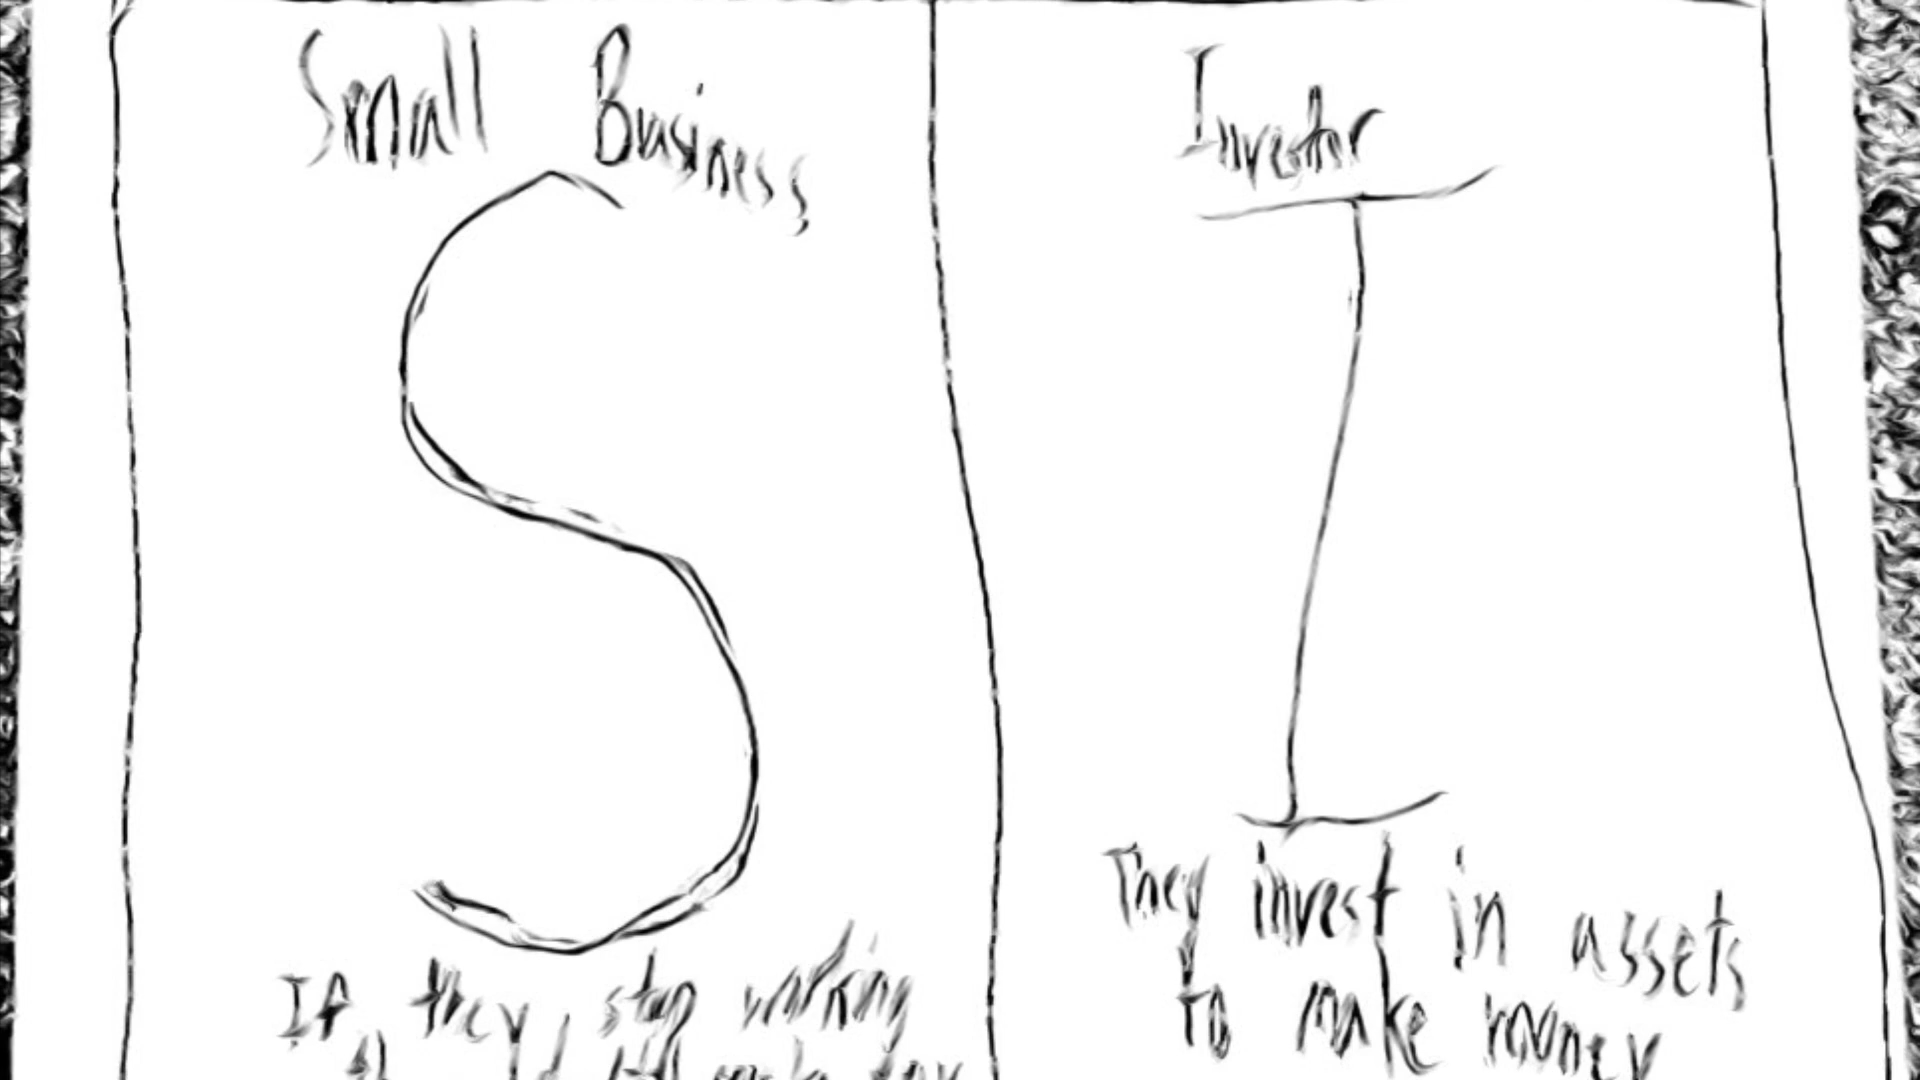 Small Business
S
If they stop working
Investor
I
They invest in assets
to make money